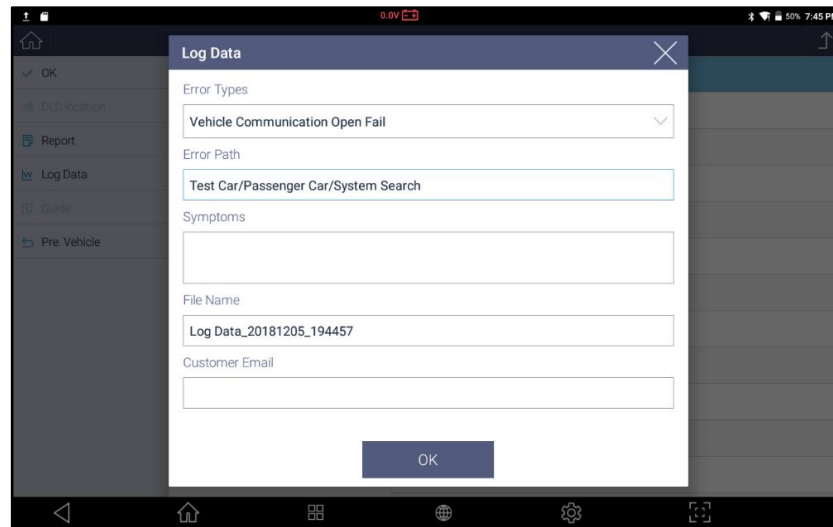 0.0V
50% 7:45 PM
Log Data
OK
DLC location
Report
Log Data
Guide
Pre. Vehicle
Error Types
Vehicle Communication Open Fail
Error Path
Test Car/Passenger Car/System Search
Symptoms
File Name
Log Data_20181205_194457
Customer Email
OK